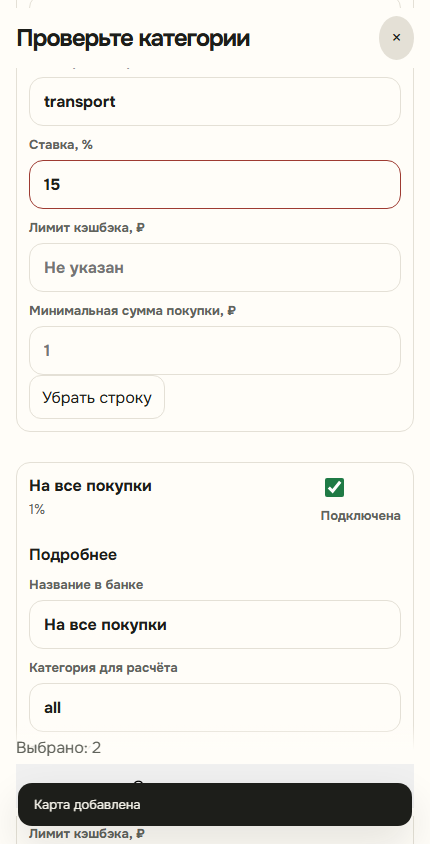 Проверьте категории
×
transport
Ставка, %
15
Лимит кэшбэка, ₽
Не указан
Минимальная сумма покупки, ₽
1
Убрать строку
На все покупки
1%
Подключена
Подробнее
Название в банке
На все покупки
Категория для расчёта
all
Выбрано: 2
Карта добавлена
Лимит кэшбэка, ₽